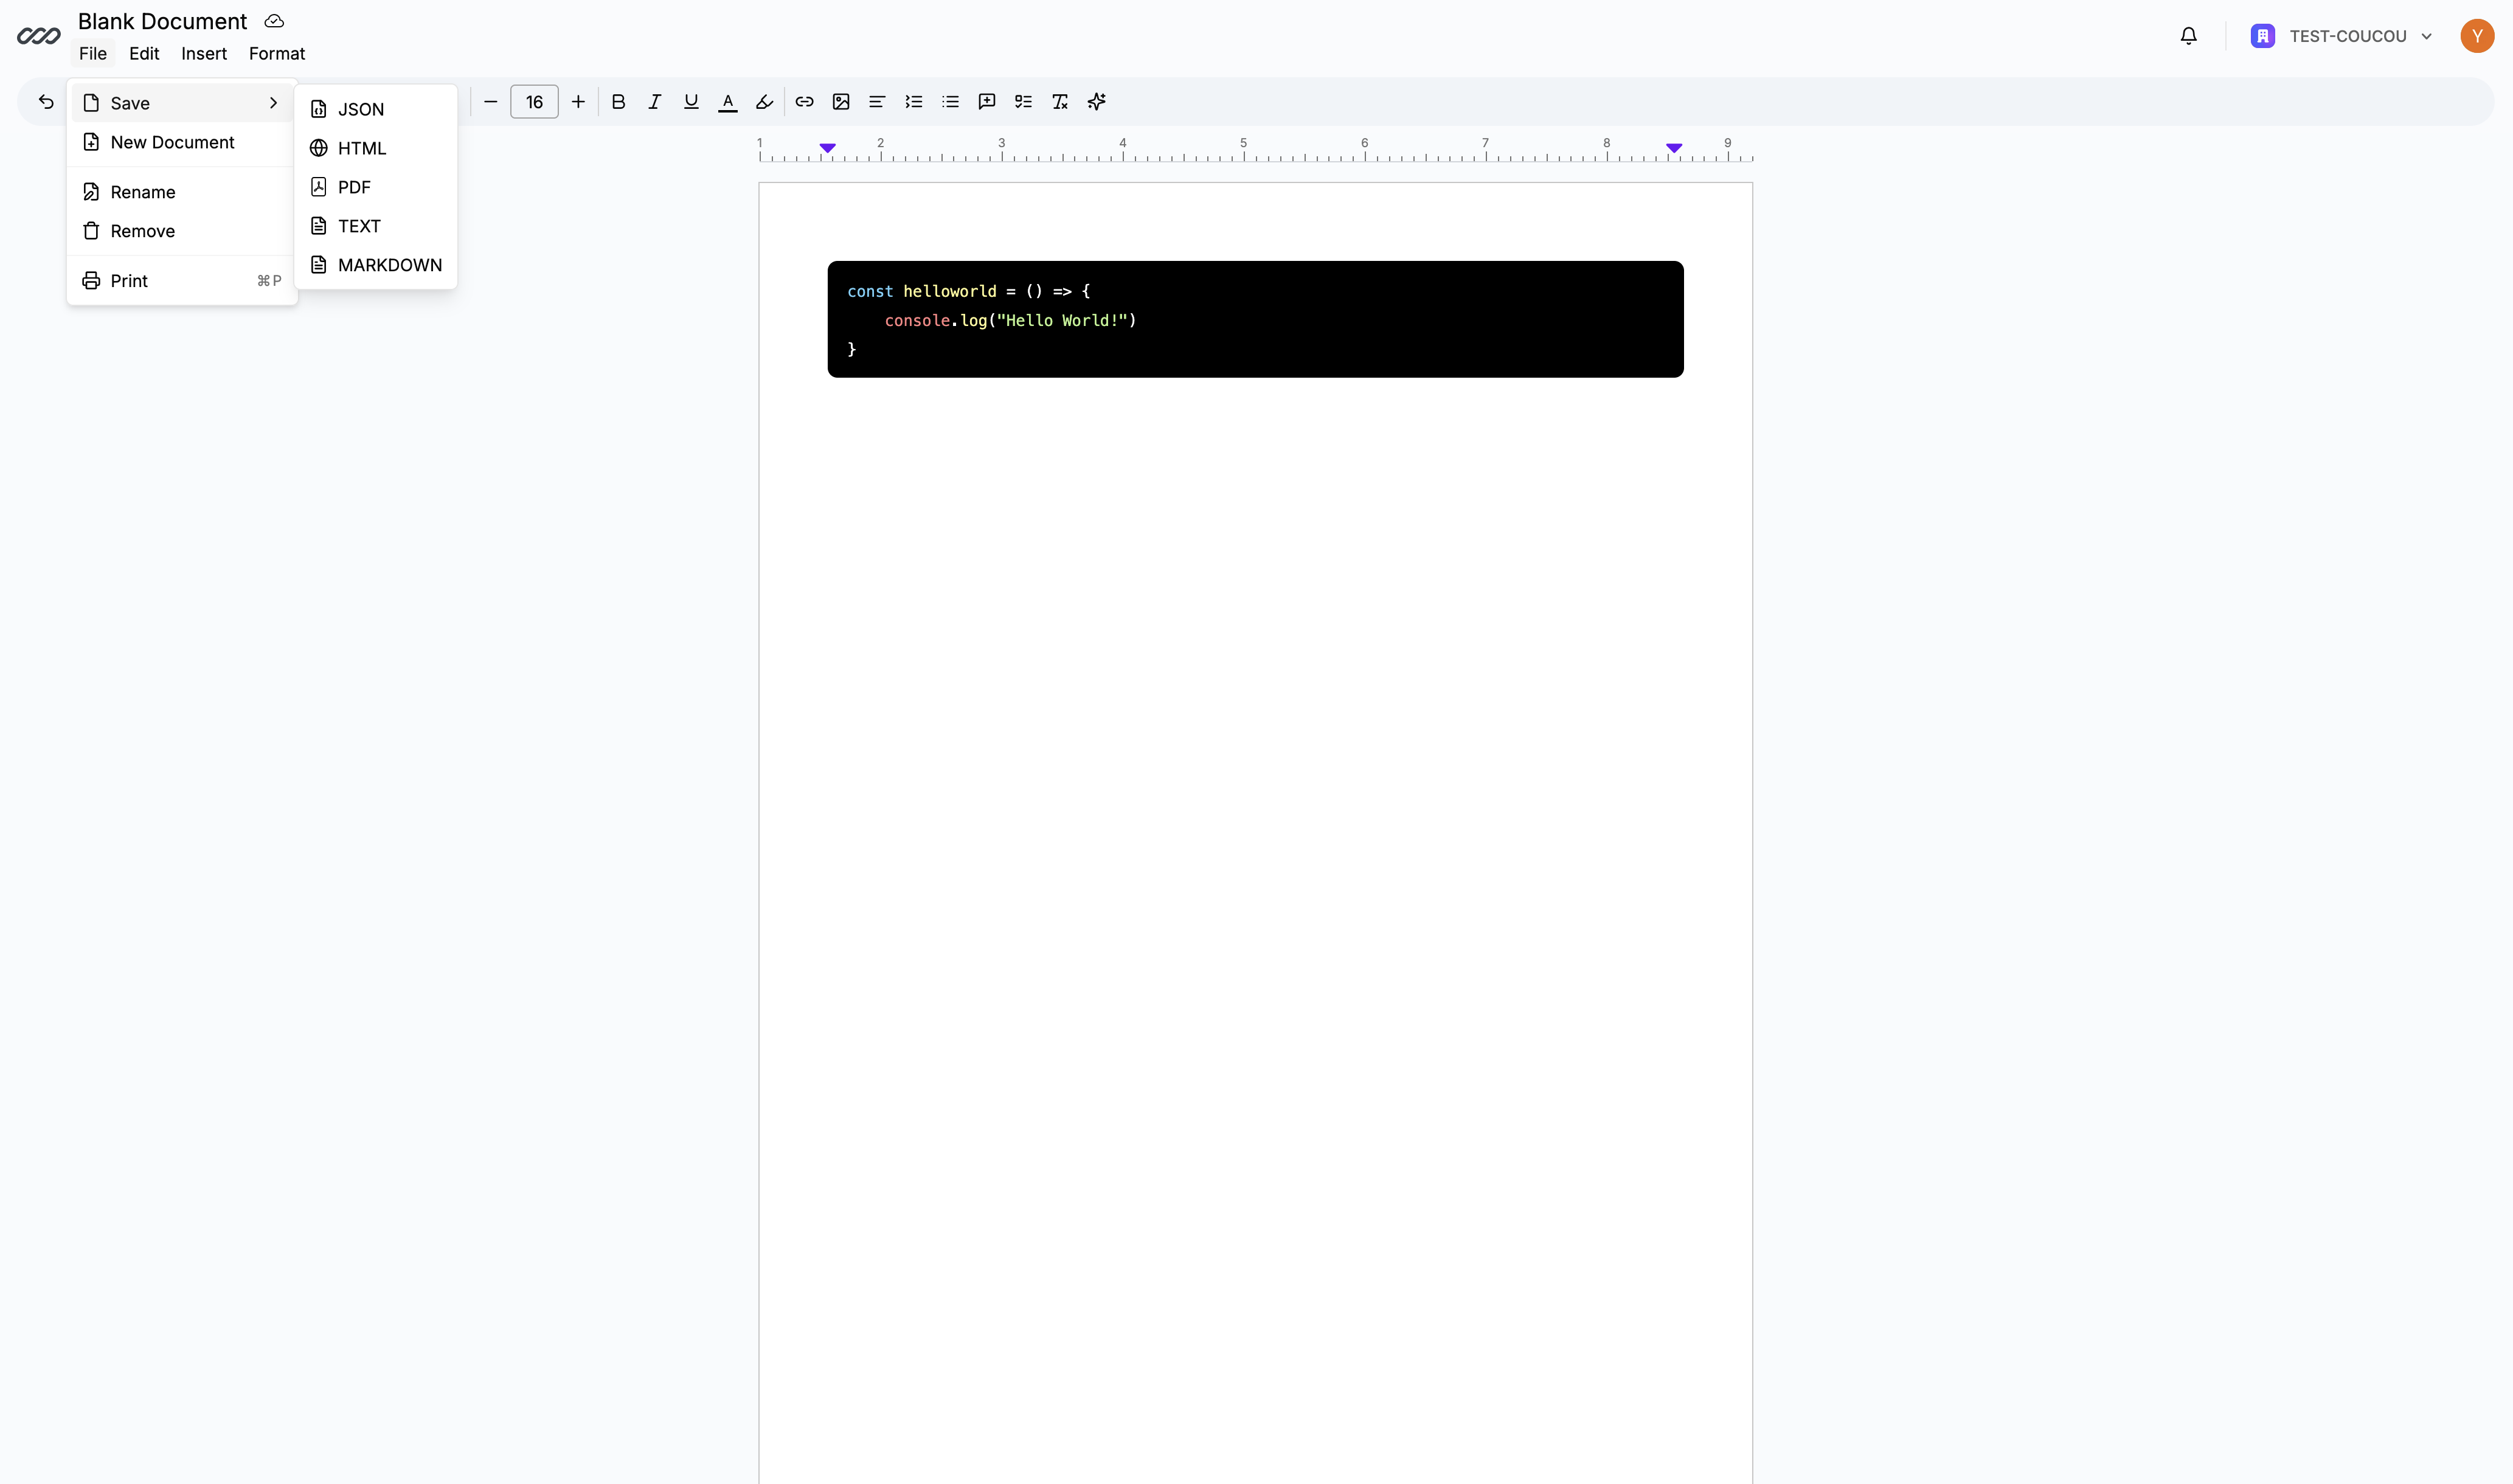 Blank Document
File Edit Insert Format
TEST-COUCOU
Y
Save
New Document
Rename
Remove
Print ⌘P
JSON
HTML
PDF
TEXT
MARKDOWN
16
B I U A
1 2 3 4 5 6 7 8 9
const helloworld = () => {
    console.log("Hello World!")
}